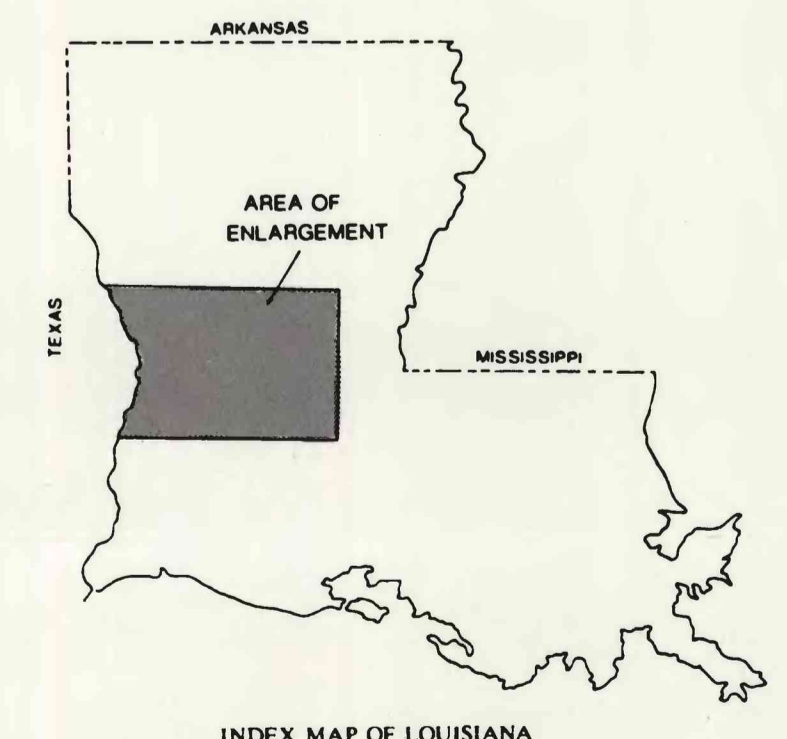 ARKANSAS
AREA OF
ENLARGEMENT
TEXAS
MISSISSIPPI
INDEX MAP OF LOUISIANA